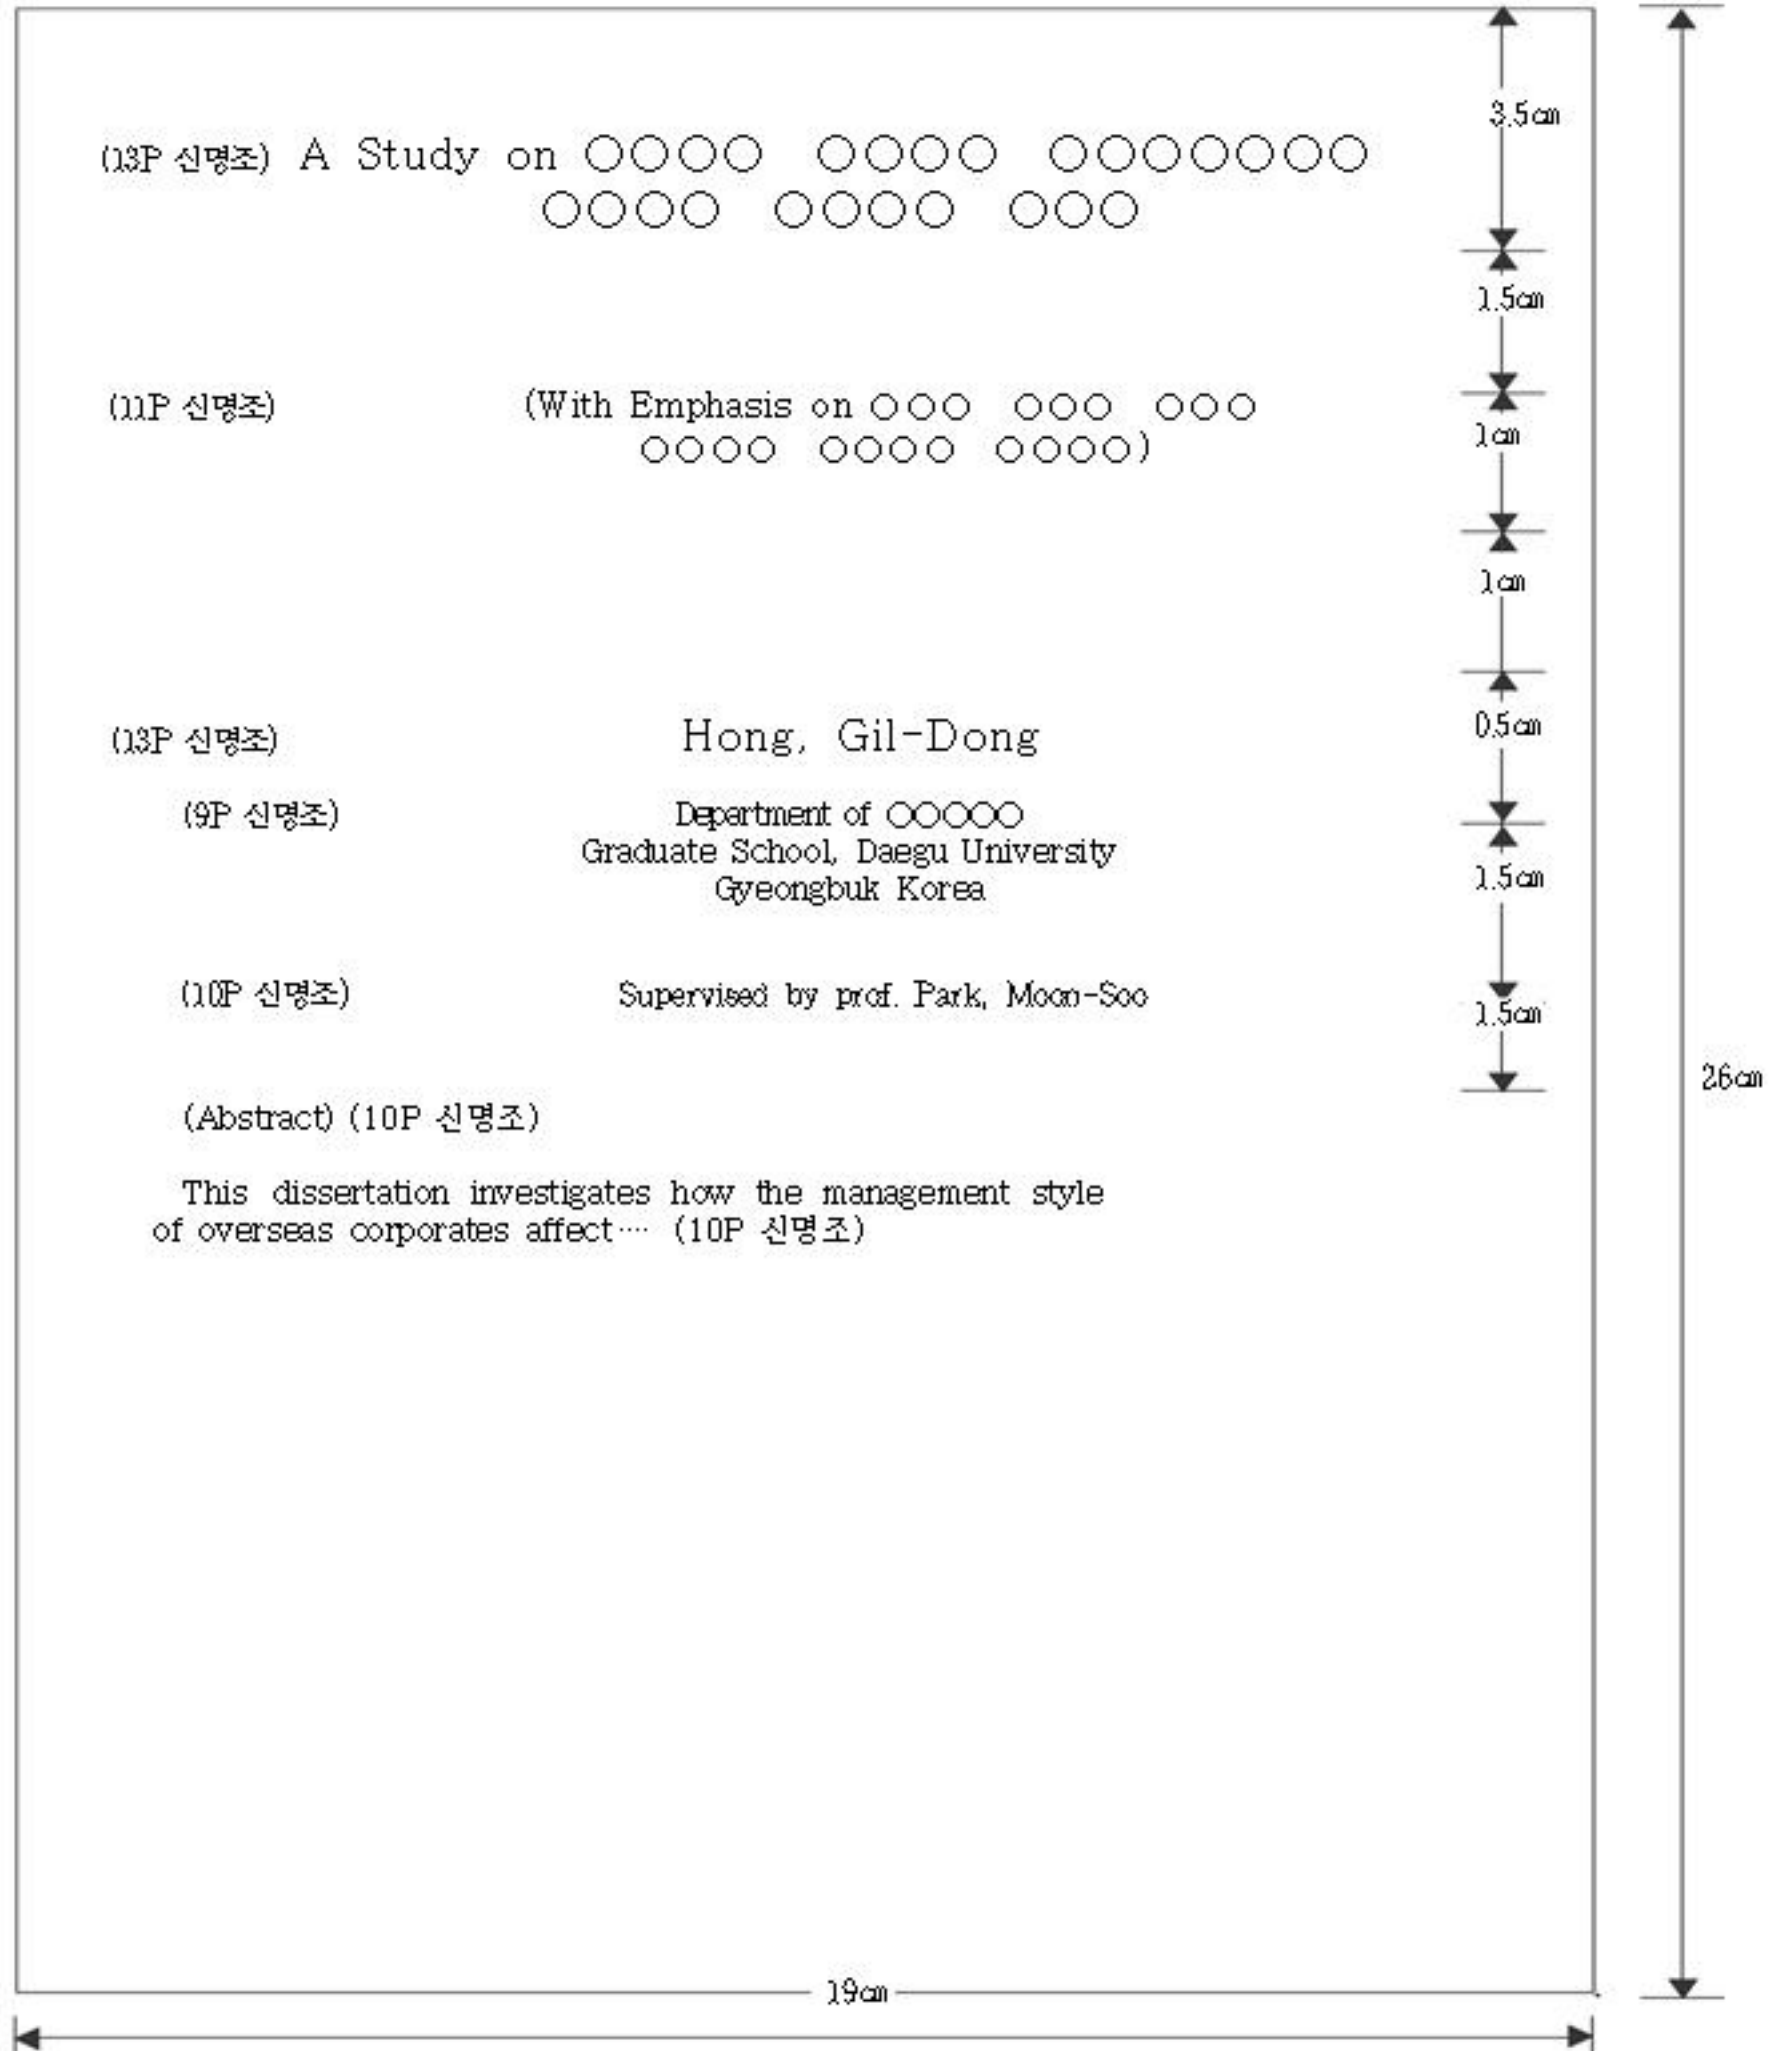 3.5㎝
(13P 신명조) A Study on ○○○○ ○○○○ ○○○○○○○
○○○○ ○○○○ ○○○
1.5㎝
(11P 신명조) (With Emphasis on ○○○ ○○○ ○○○
○○○○ ○○○○ ○○○○)
1㎝
1㎝
(13P 신명조) Hong, Gil-Dong
0.5㎝
(9P 신명조) Department of ○○○○○
Graduate School, Daegu University
Gyeongbuk Korea
1.5㎝
(10P 신명조) Supervised by prof. Park, Moon-Soo
1.5㎝
26㎝
(Abstract) (10P 신명조)
This dissertation investigates how the management style
of overseas corporates affect···· (10P 신명조)
19㎝